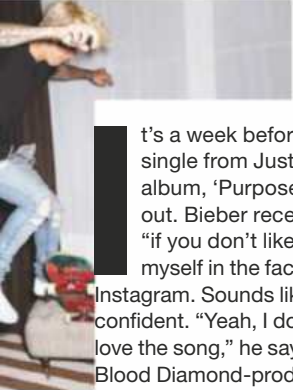 It's a week befor
single from Just
album, ‘Purpose
out. Bieber rece
“if you don’t like
myself in the fac
Instagram. Sounds lik
confident. “Yeah, I do
love the song,” he say
Blood Diamond-prod